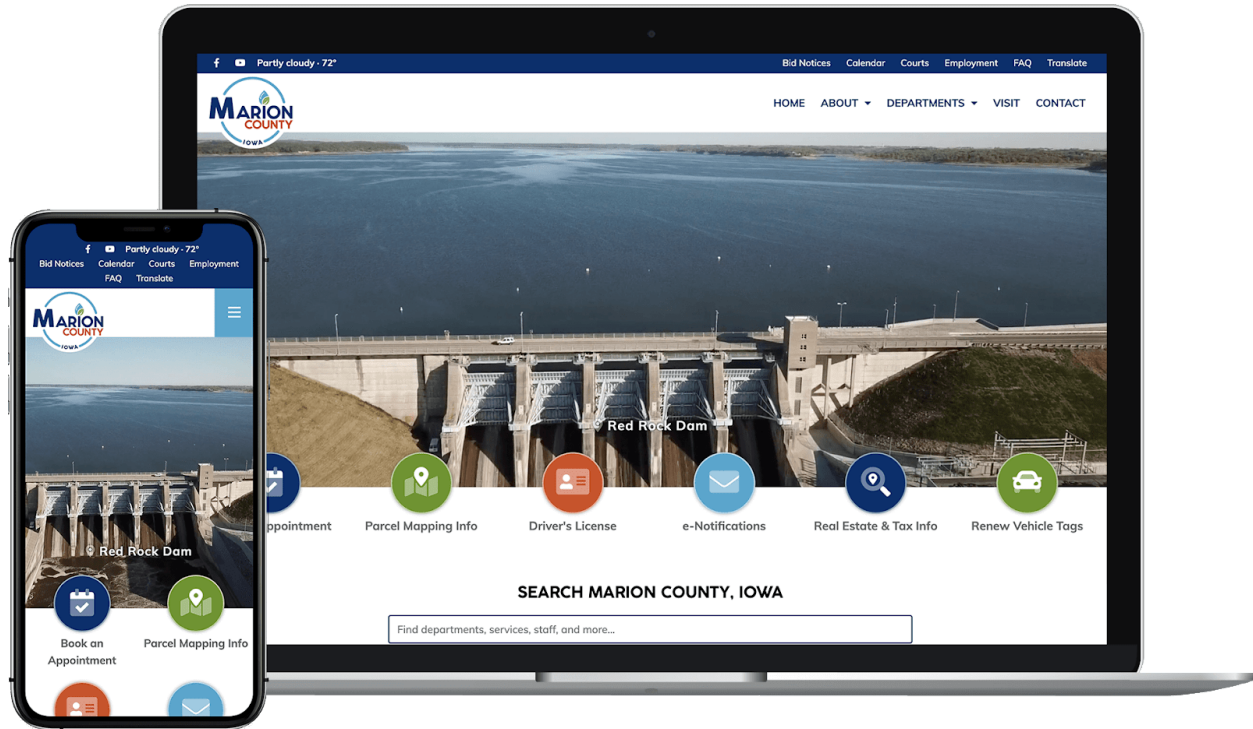 Partly cloudy · 72°
Bid Notices Calendar Courts Employment FAQ Translate
MARION
COUNTY
IOWA
HOME ABOUT DEPARTMENTS VISIT CONTACT
Red Rock Dam
ppointment Parcel Mapping Info Driver's License e-Notifications Real Estate & Tax Info Renew Vehicle Tags
SEARCH MARION COUNTY, IOWA
Find departments, services, staff, and more...
Partly cloudy · 72°
Bid Notices Calendar Courts Employment
FAQ Translate
MARION
COUNTY
IOWA
Red Rock Dam
Book an
Appointment
Parcel Mapping Info